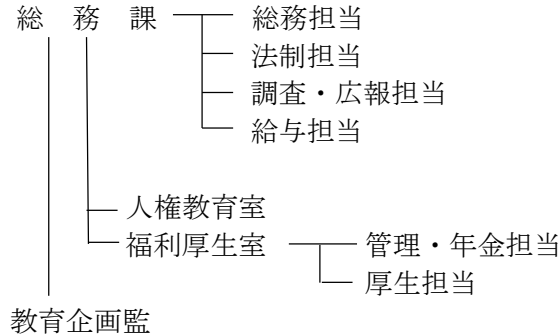 総務課
総務担当
法制担当
調査・広報担当
給与担当
人権教育室
福利厚生室
管理・年金担当
厚生担当
教育企画監